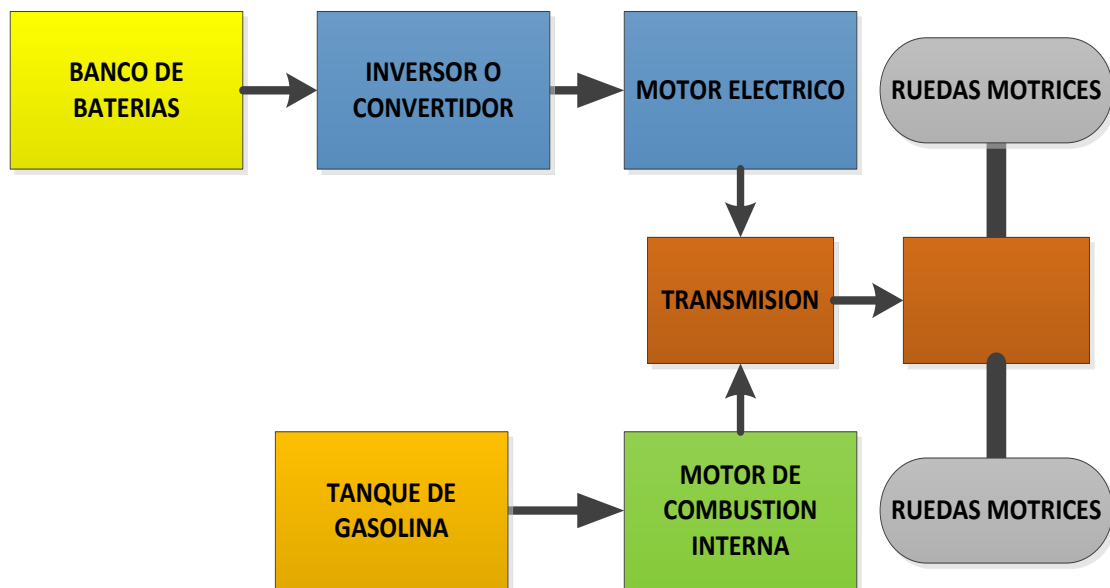 BANCO DE
BATERIAS
INVERSOR O
CONVERTIDOR
MOTOR ELECTRICO
RUEDAS MOTRICES
TRANSMISION
TANQUE DE
GASOLINA
MOTOR DE
COMBUSTION
INTERNA
RUEDAS MOTRICES